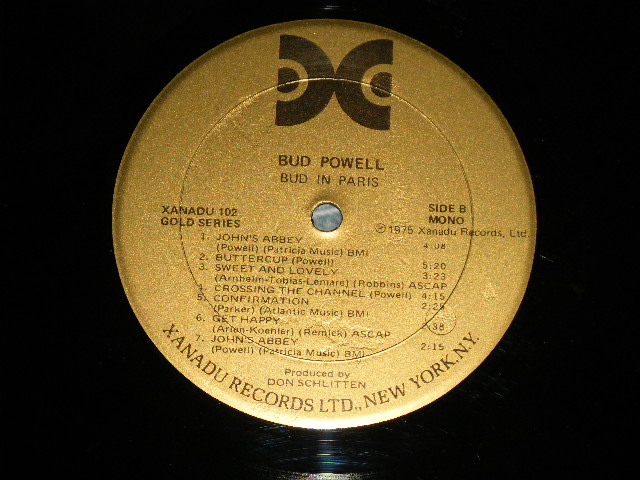 BUD POWELL
BUD IN PARIS
XANADU 102
GOLD SERIES
SIDE B
MONO
℗1975 Xanadu Records, Ltd.
1. JOHN'S ABBEY
(Powell) (Patricia Music) BMI 4:08
2. BUTTERCUP (Powell) 5:20
3. SWEET AND LOVELY 3:23
(Arnheim-Tobias-Lemare) (Robbins) ASCAP
4. CROSSING THE CHANNEL (Powell) 4:15
5. CONFIRMATION 2:29
(Parker) (Atlantic Music) BMI
6. GET HAPPY :38
(Arlen-Koehler) (Remick) ASCAP
7. JOHN'S ABBEY
(Powell) (Patricia Music) BMI 2:15
Produced by
DON SCHLITTEN
XANADU RECORDS LTD., NEW YORK, N.Y.